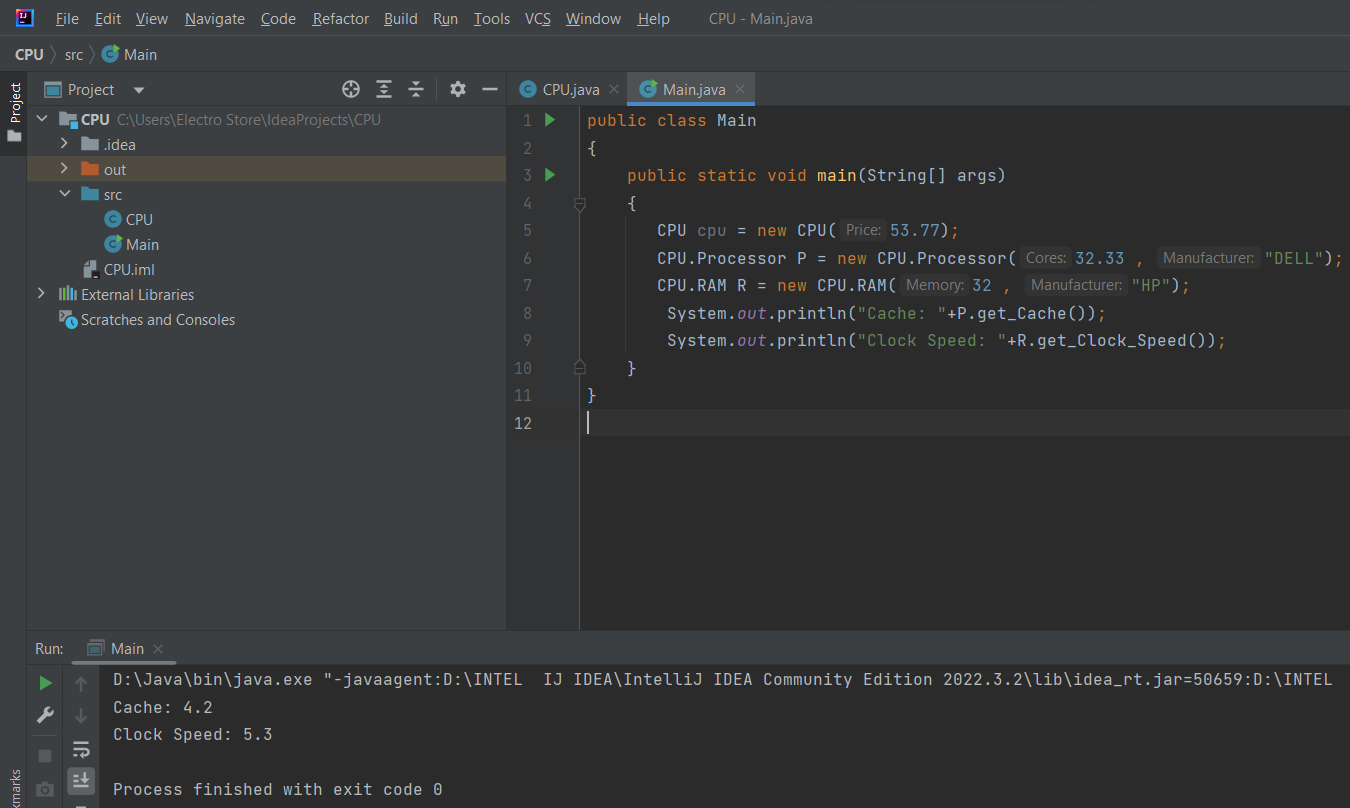 File Edit View Navigate Code Refactor Build Run Tools VCS Window Help CPU - Main.java
CPU src Main
Project
Project
CPU.java Main.java
CPU C:\Users\Electro Store\IdeaProjects\CPU
.idea
out
src
CPU
Main
CPU.iml
External Libraries
Scratches and Consoles
1 public class Main
2 {
3 public static void main(String[] args)
4 {
5 CPU cpu = new CPU( Price: 53.77);
6 CPU.Processor P = new CPU.Processor( Cores: 32.33 , Manufacturer: "DELL");
7 CPU.RAM R = new CPU.RAM( Memory: 32 , Manufacturer: "HP");
8 System.out.println("Cache: "+P.get_Cache());
9 System.out.println("Clock Speed: "+R.get_Clock_Speed());
10 }
11 }
12
Run: Main
D:\Java\bin\java.exe "-javaagent:D:\INTEL  IJ IDEA\IntelliJ IDEA Community Edition 2022.3.2\lib\idea_rt.jar=50659:D:\INTEL
Cache: 4.2
Clock Speed: 5.3
Process finished with exit code 0